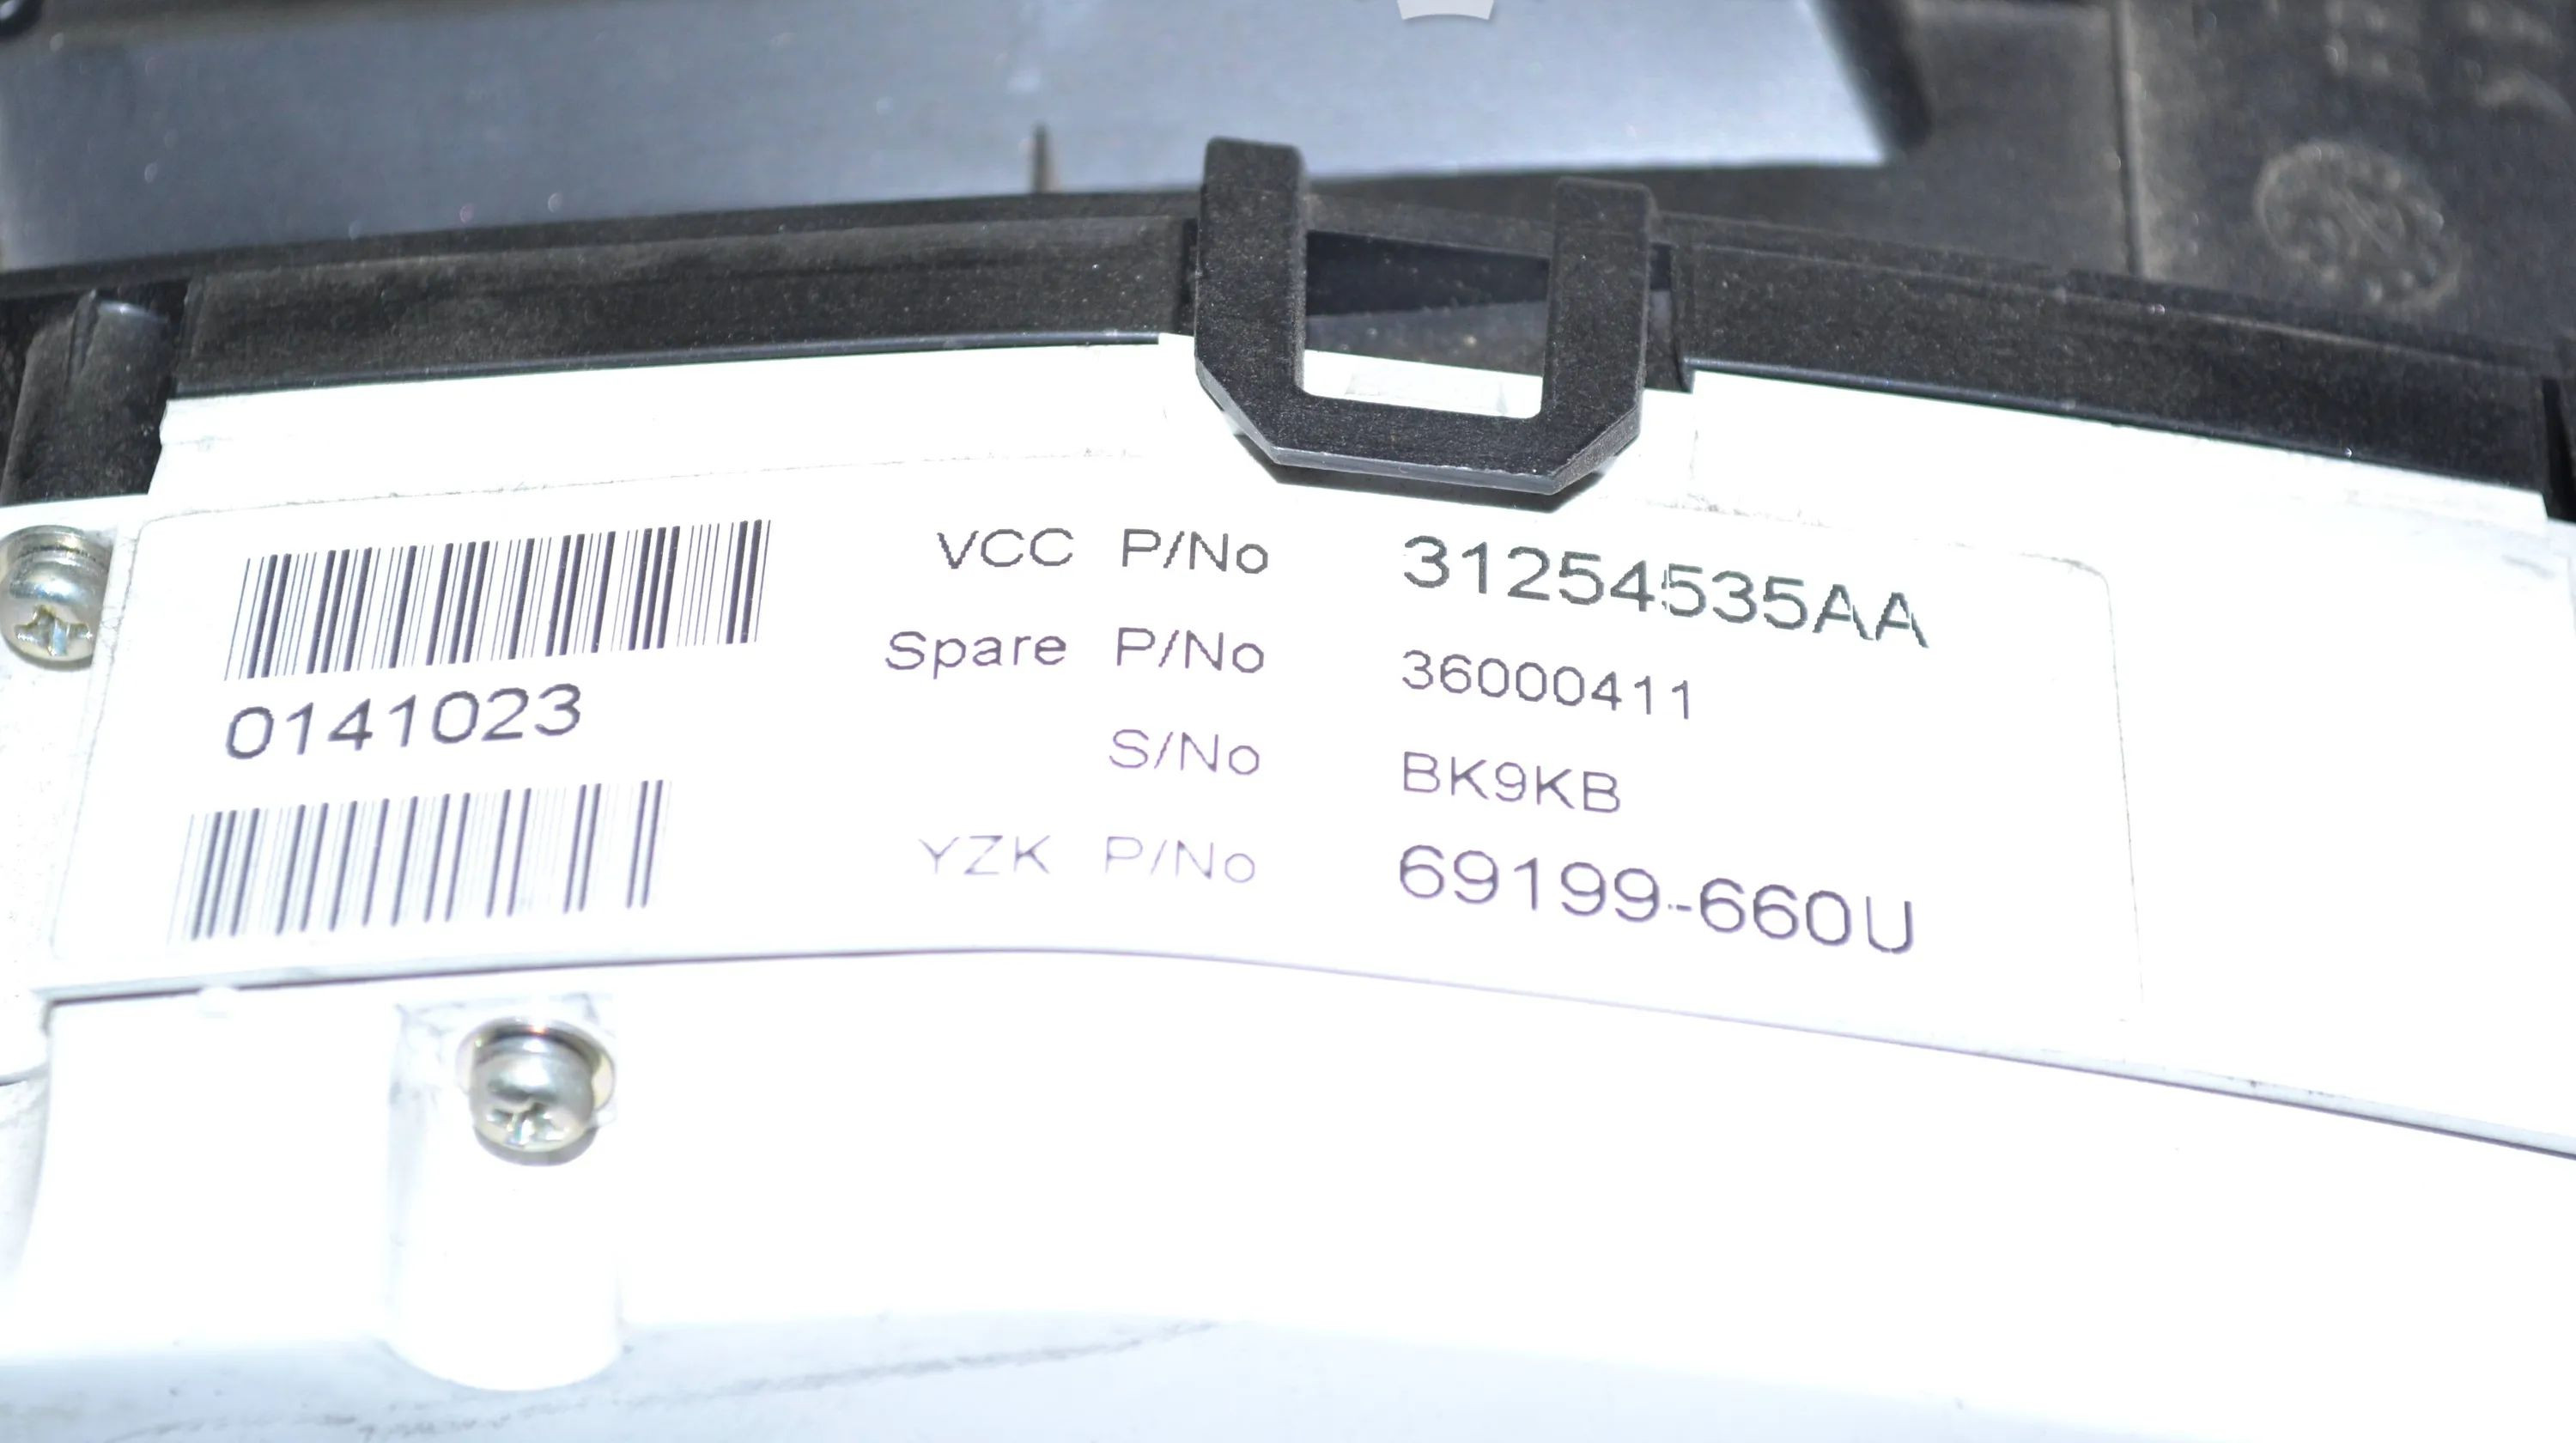 0141023
VCC P/No 31254535AA
Spare P/No 36000411
S/No BK9KB
YZK P/No 69199-660U